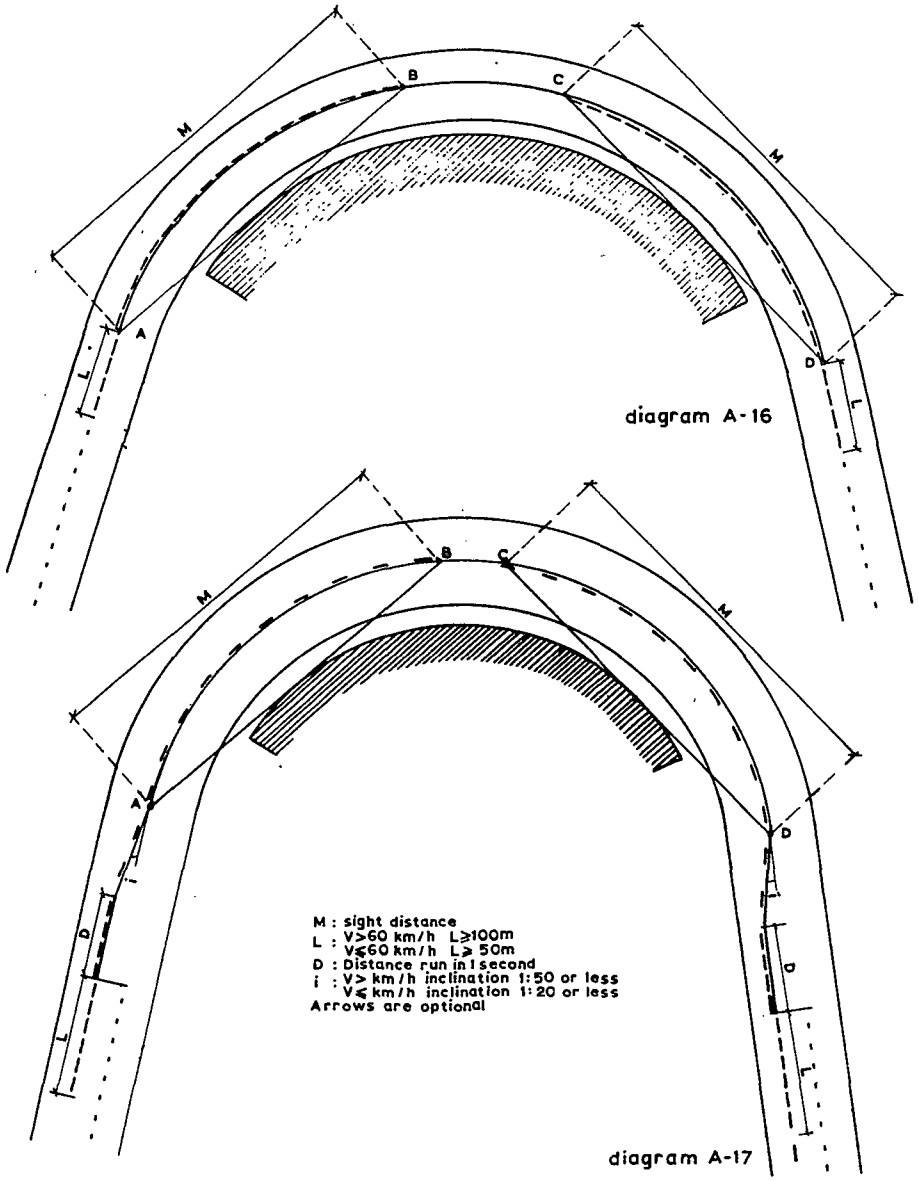 B
C
M
M
A
D
L
L
diagram A-16
B
C
M
M
A
D
i
i
D
D
L
L
M : sight distance
L : V>60 km/h L≥100m
V≤60 km/h L≥ 50m
D : Distance run in 1 second
i : V> km/h inclination 1:50 or less
V≤ km/h inclination 1:20 or less
Arrows are optional
diagram A-17